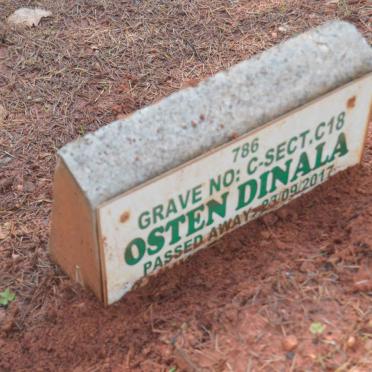 786
GRAVE NO: C-SECT.C18
OSTEN DINALA
PASSED AWAY: 23/09/2017